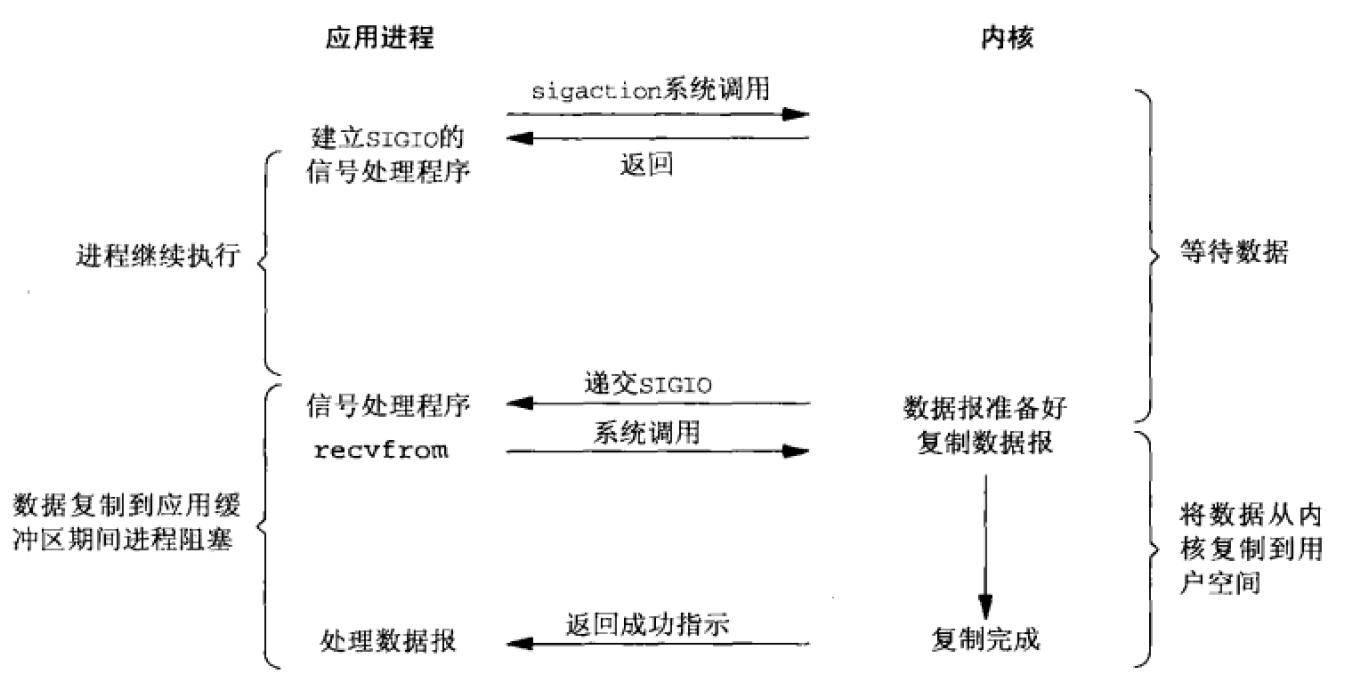 应用进程
内核
sigaction系统调用
建立SIGIO的
信号处理程序
返回
进程继续执行
等待数据
递交SIGIO
信号处理程序
数据报准备好
recvfrom
系统调用
复制数据报
数据复制到应用缓
冲区期间进程阻塞
将数据从内
核复制到用
户空间
处理数据报
返回成功指示
复制完成